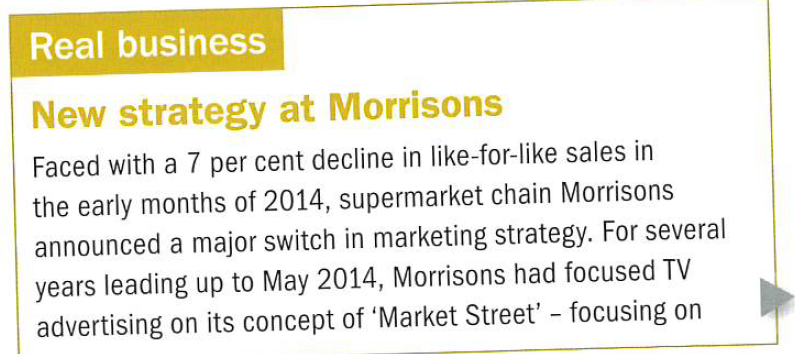 Real business
New strategy at Morrisons
Faced with a 7 per cent decline in like-for-like sales in
the early months of 2014, supermarket chain Morrisons
announced a major switch in marketing strategy. For several
years leading up to May 2014, Morrisons had focused TV
advertising on its concept of ‘Market Street’ – focusing on